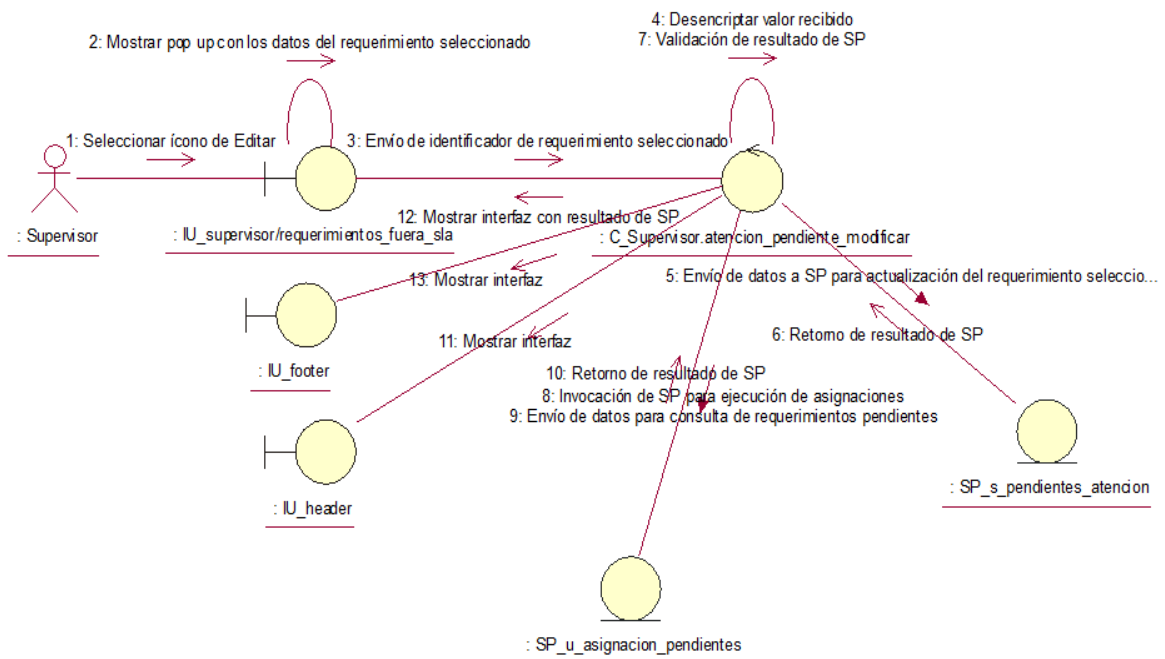 4: Desencriptar valor recibido
2: Mostrar pop up con los datos del requerimiento seleccionado
7: Validación de resultado de SP
1: Seleccionar ícono de Editar
3: Envío de identificador de requerimiento seleccionado
12: Mostrar interfaz con resultado de SP
: Supervisor
: IU_supervisor/requerimientos_fuera_sla
: C_Supervisor.atencion_pendiente_modificar
13: Mostrar interfaz
5: Envío de datos a SP para actualización del requerimiento seleccio...
11: Mostrar interfaz
6: Retorno de resultado de SP
: IU_footer
10: Retorno de resultado de SP
8: Invocación de SP para ejecución de asignaciones
9: Envío de datos para consulta de requerimientos pendientes
: IU_header
: SP_s_pendientes_atencion
: SP_u_asignacion_pendientes